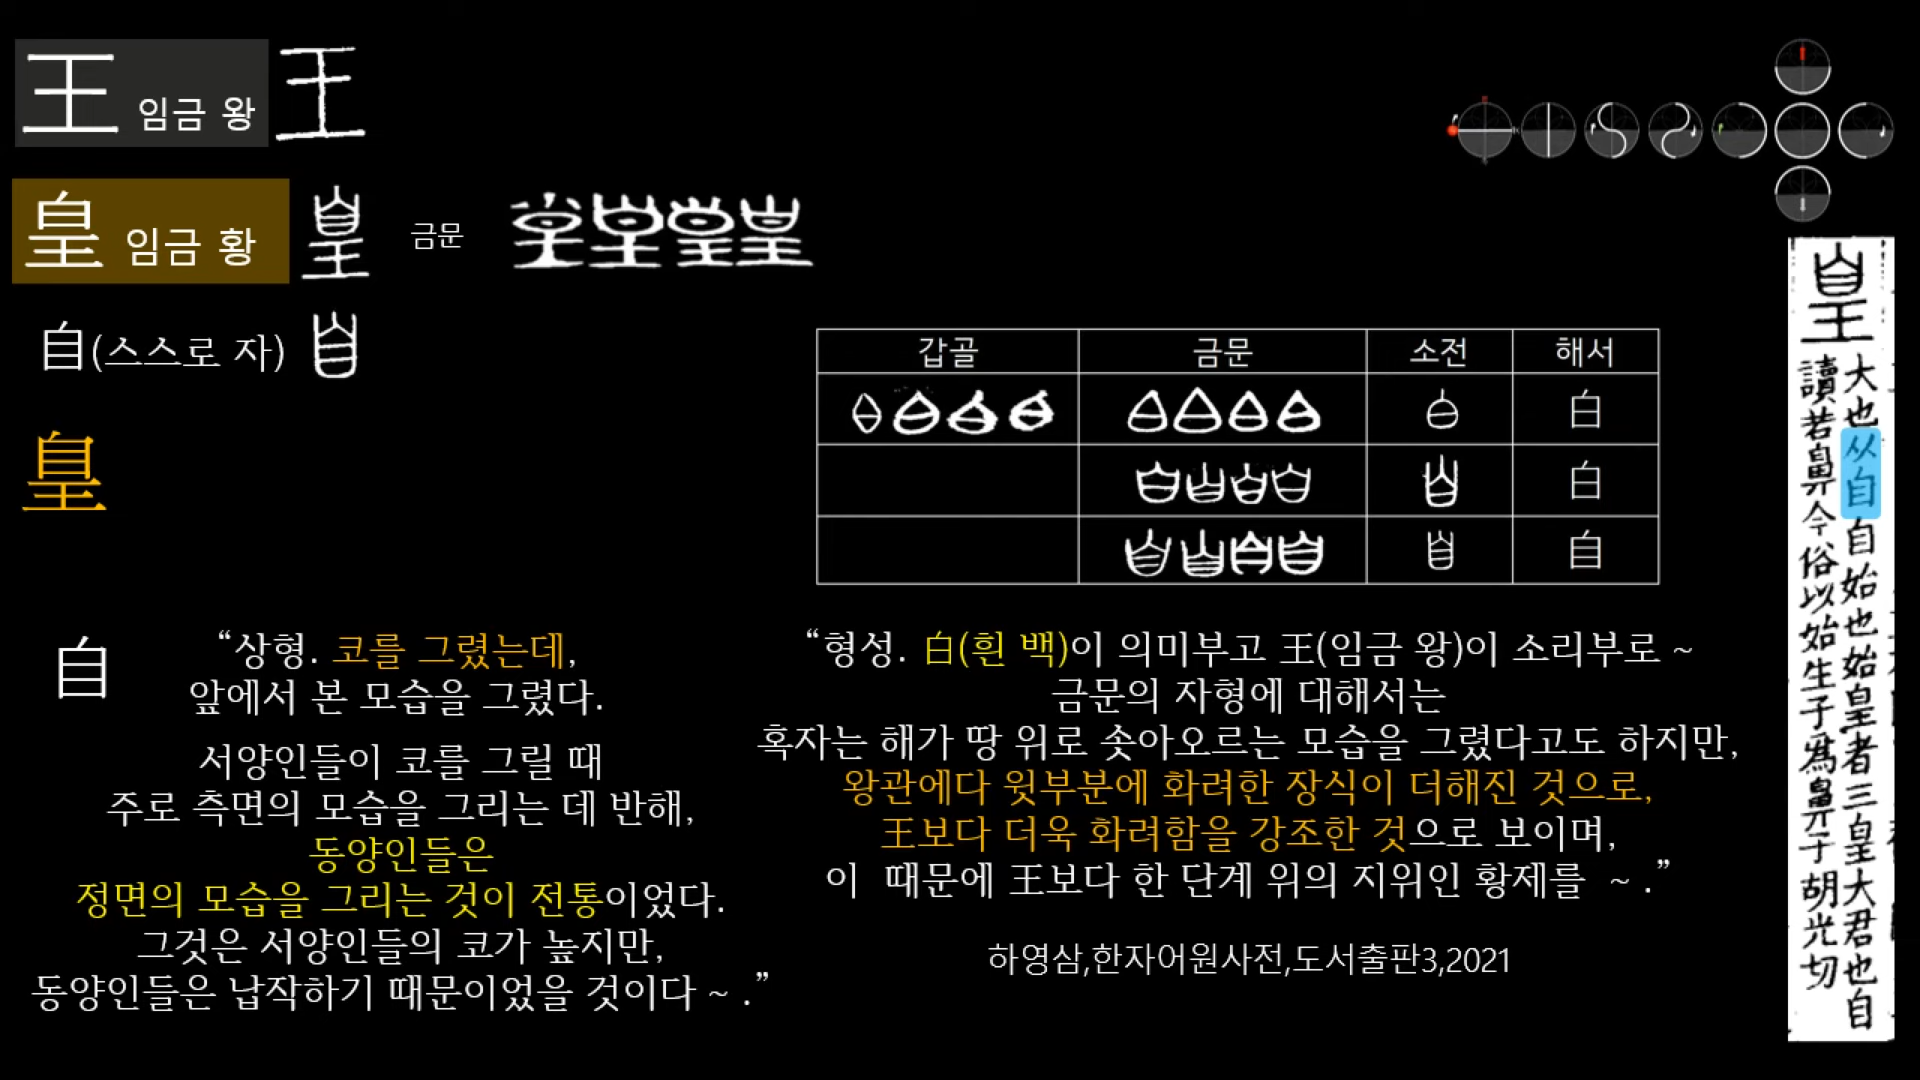 王 임금 왕 王
皇 임금 황 皇 금문
自(스스로 자) 自
皇
갑골 금문 소전 해서
白
白
自
自
“상형. 코를 그렸는데,
앞에서 본 모습을 그렸다.
서양인들이 코를 그릴 때
주로 측면의 모습을 그리는 데 반해,
동양인들은
정면의 모습을 그리는 것이 전통이었다.
그것은 서양인들의 코가 높지만,
동양인들은 납작하기 때문이었을 것이다 ~ .”
“형성. 白(흰 백)이 의미부고 王(임금 왕)이 소리부로 ~
금문의 자형에 대해서는
혹자는 해가 땅 위로 솟아오르는 모습을 그렸다고도 하지만,
왕관에다 윗부분에 화려한 장식이 더해진 것으로,
王보다 더욱 화려함을 강조한 것으로 보이며,
이 때문에 王보다 한 단계 위의 지위인 황제를 ~ .”
하영삼,한자어원사전,도서출판3,2021
皇
大也从自自始也始皇者三皇大君也自
讀若鼻今俗以始生子爲鼻子胡光切